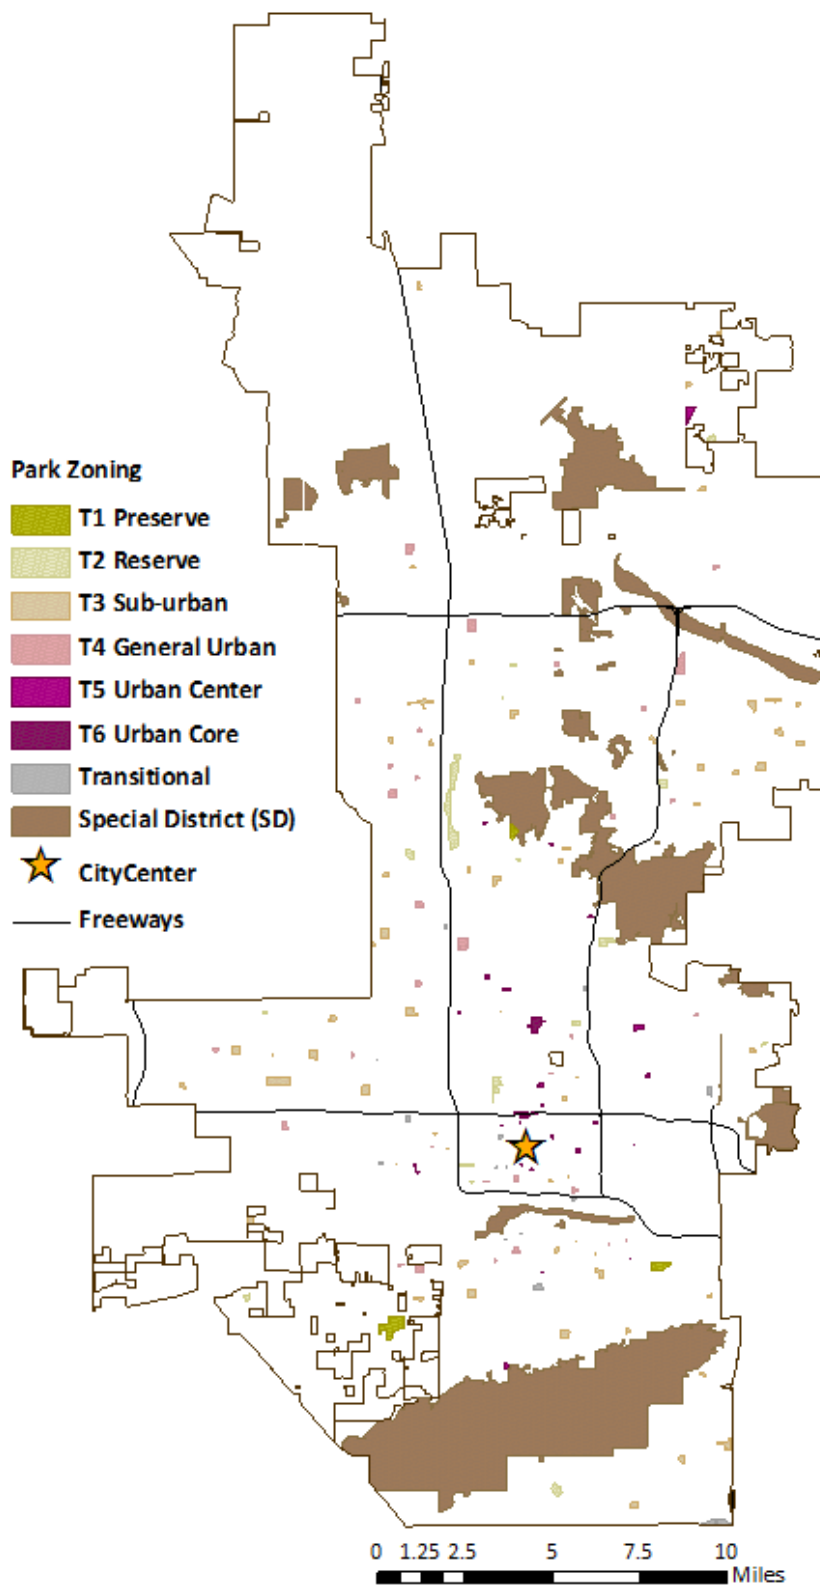 Park Zoning
T1 Preserve
T2 Reserve
T3 Sub-urban
T4 General Urban
T5 Urban Center
T6 Urban Core
Transitional
Special District (SD)
CityCenter
Freeways
0 1.25 2.5 5 7.5 10
Miles